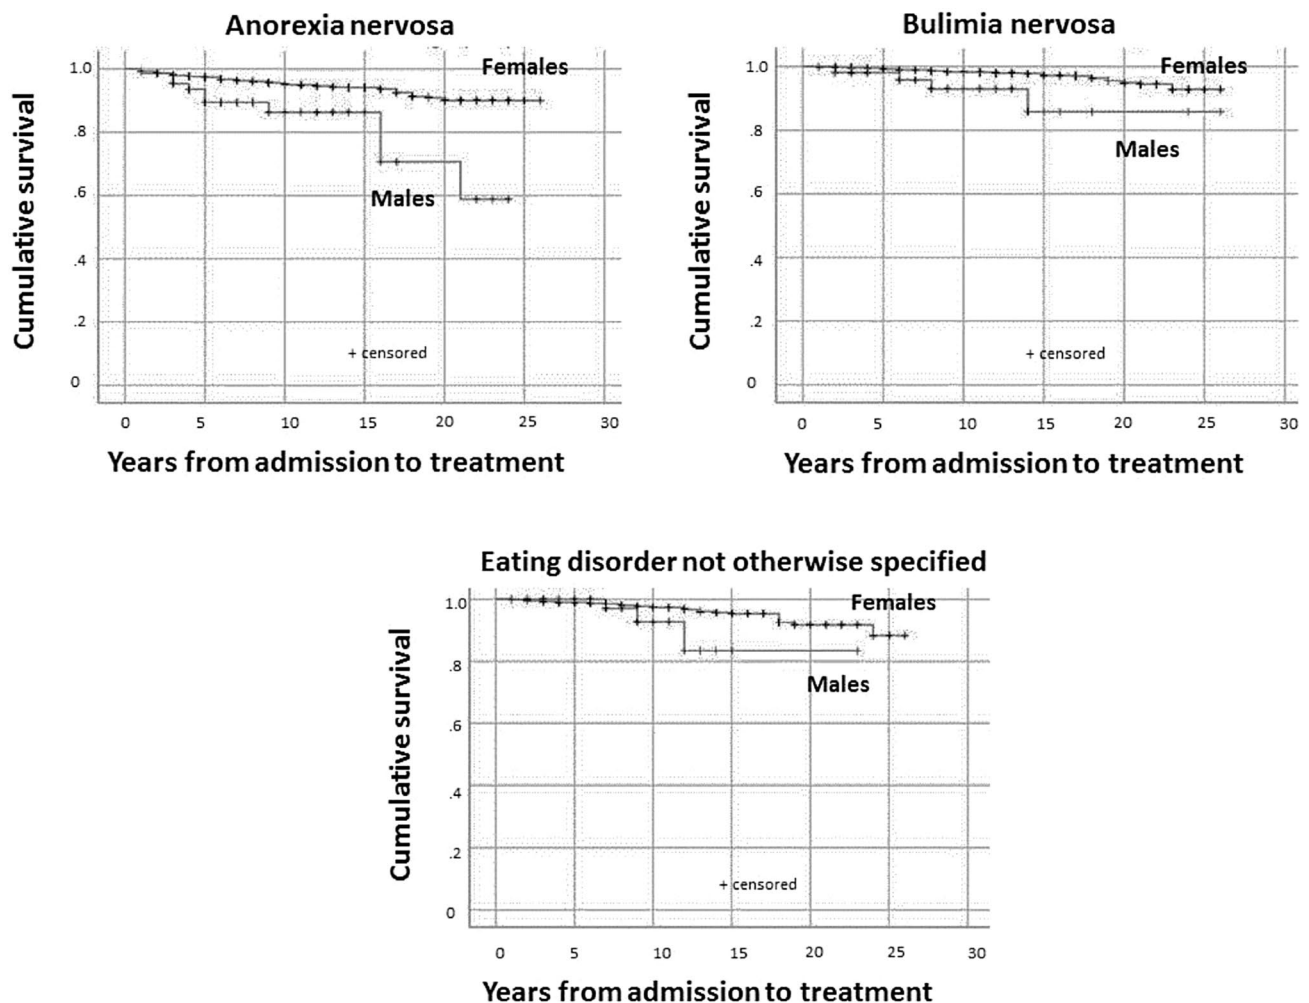 Anorexia nervosa
Females
Males
Cumulative survival
1.0
.8
.6
.4
.2
0
+ censored
0 5 10 15 20 25 30
Years from admission to treatment
Bulimia nervosa
Females
Males
Cumulative survival
1.0
.8
.6
.4
.2
0
+ censored
0 5 10 15 20 25 30
Years from admission to treatment
Eating disorder not otherwise specified
Females
Males
Cumulative survival
1.0
.8
.6
.4
.2
0
+ censored
0 5 10 15 20 25 30
Years from admission to treatment